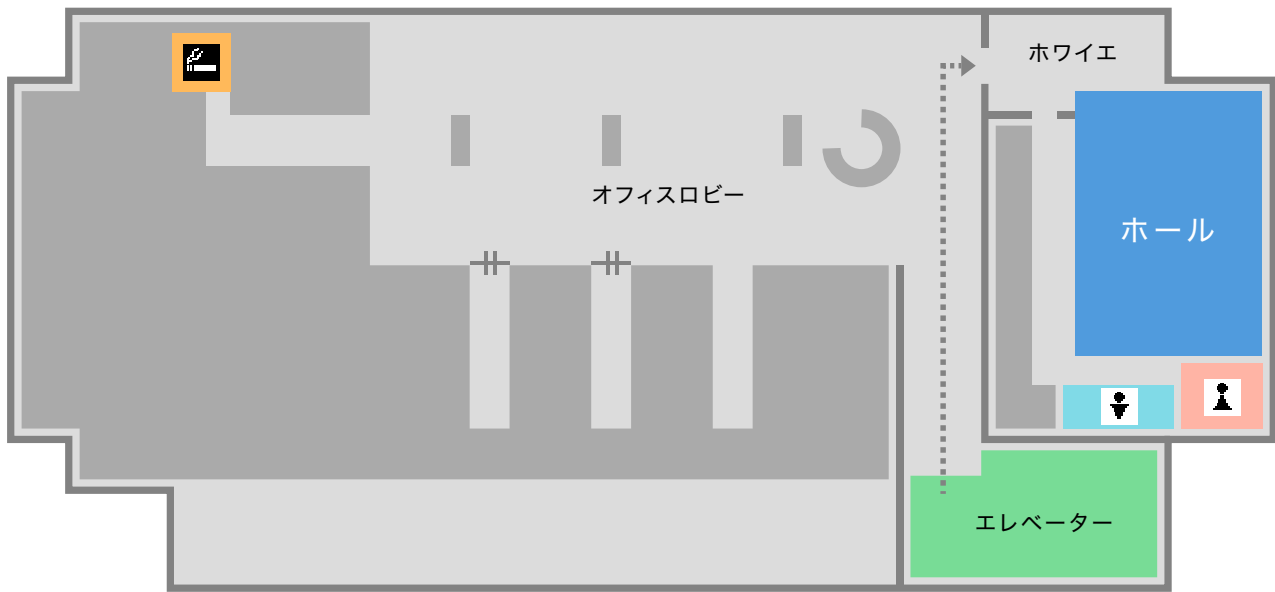 ホワイエ
オフィスロビー
ホール
エレベーター